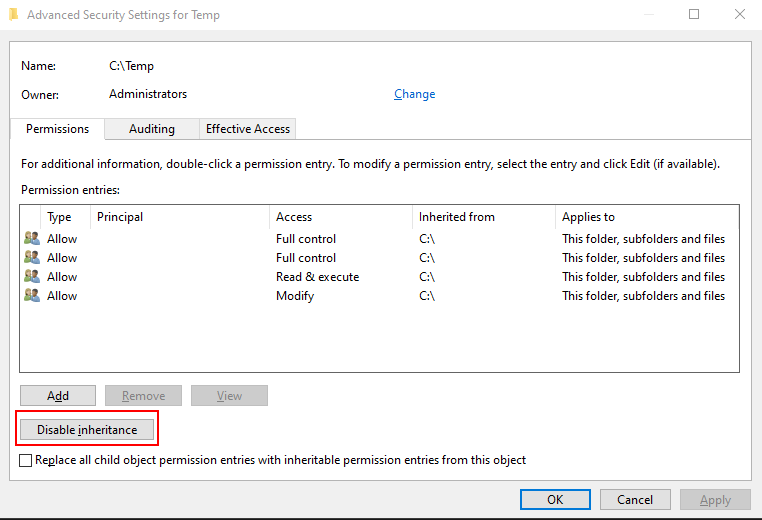 Advanced Security Settings for Temp
Name: C:\Temp
Owner: Administrators Change
Permissions Auditing Effective Access
For additional information, double-click a permission entry. To modify a permission entry, select the entry and click Edit (if available).
Permission entries:
Type Principal Access Inherited from Applies to
Allow Full control C:\ This folder, subfolders and files
Allow Full control C:\ This folder, subfolders and files
Allow Read & execute C:\ This folder, subfolders and files
Allow Modify C:\ This folder, subfolders and files
Add Remove View
Disable inheritance
Replace all child object permission entries with inheritable permission entries from this object
OK Cancel Apply